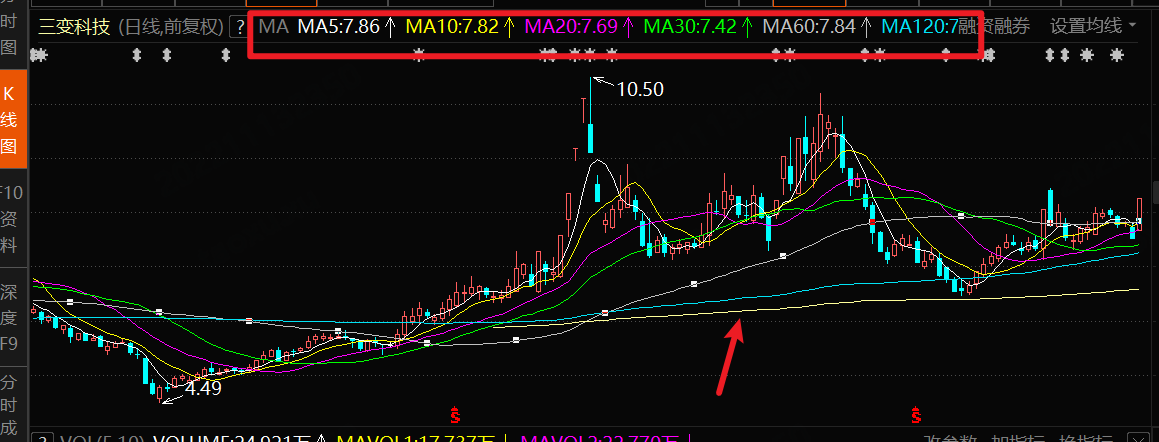 时
图
K
线
图
F10
资
料
深
度
F9
分
时
成
三变科技 (日线,前复权) ? MA MA5:7.86↑ MA10:7.82↑ MA20:7.69↑ MA30:7.42↑ MA60:7.84↑ MA120:7融资融券 设置均线
10.50
4.49
$ $
? VOL(5,10) VOLUME:24.921万↑ MAVOL1:17.737万↑ MAVOL2:23.770万 改参数 加指标 换指标